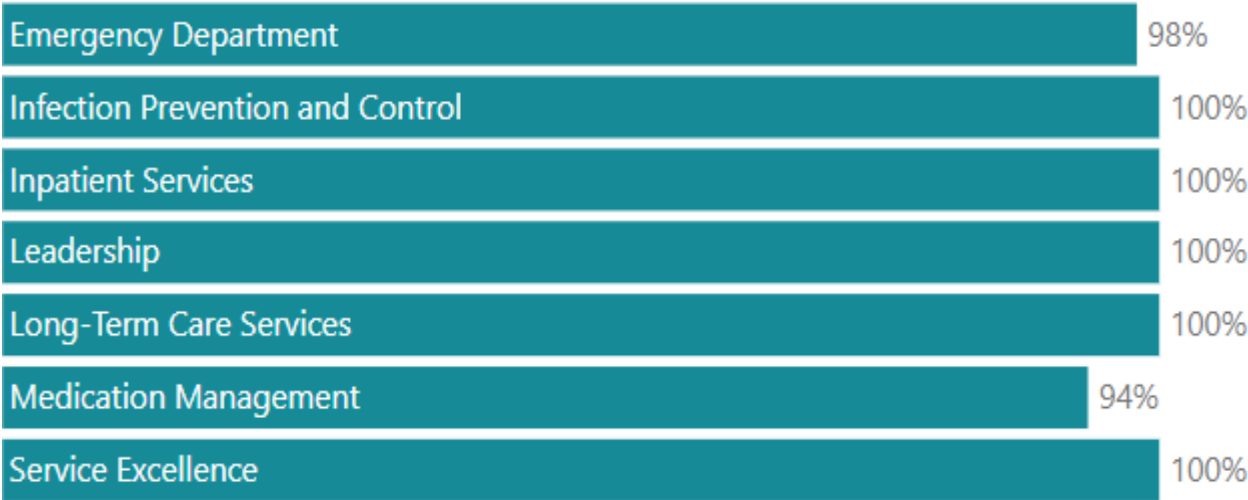 Emergency Department 98%
Infection Prevention and Control 100%
Inpatient Services 100%
Leadership 100%
Long-Term Care Services 100%
Medication Management 94%
Service Excellence 100%